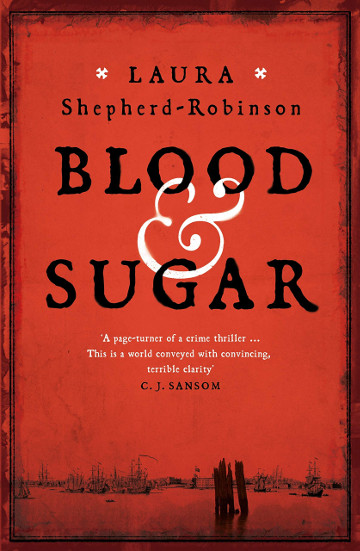 LAURA
Shepherd-Robinson
BLOOD
&
SUGAR
'A page-turner of a crime thriller ...
This is a world conveyed with convincing,
terrible clarity'
C. J. SANSOM